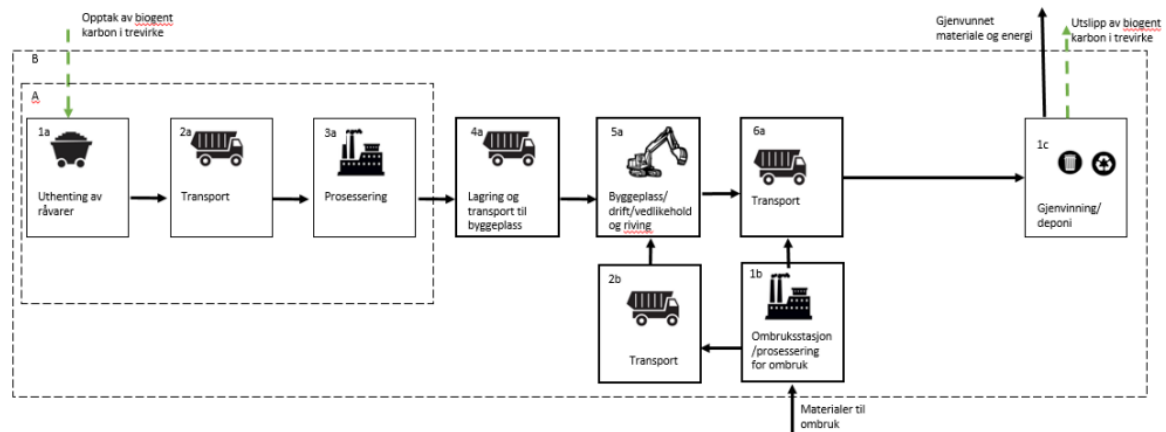 Opptak av biogent
karbon i trevirke
Gjenvunnet
materiale og energi
Utslipp av biogent
karbon i trevirke
B
A
1a
Uthenting av
råvarer
2a
Transport
3a
Prosessering
4a
Lagring og
transport til
byggeplass
5a
Byggeplass/
drift/vedlikehold
og riving
6a
Transport
1c
Gjenvinning/
deponi
2b
Transport
1b
Ombruksstasjon
/prosessering
for ombruk
Materialer til
ombruk